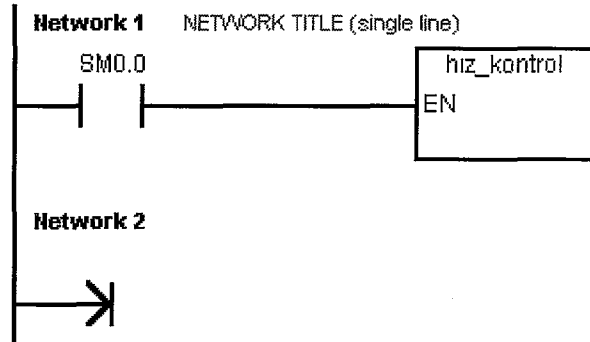 Network 1 NETWORK TITLE (single line)
SM0.0
hız_kontrol
EN
Network 2